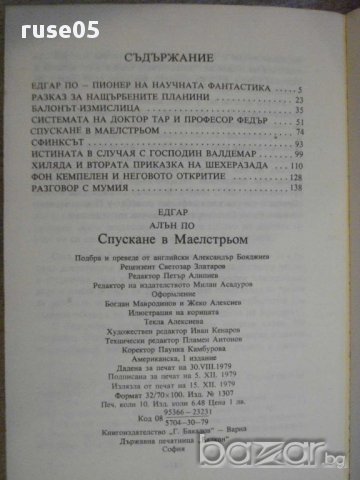 ruse05
СЪДЪРЖАНИЕ
ЕДГАР ПО — ПИОНЕР НА НАУЧНАТА ФАНТАСТИКА . . 5
РАЗКАЗ ЗА НАЩЪРБЕНИТЕ ПЛАНИНИ . . . . . 23
БАЛОНЪТ-ИЗМИСЛИЦА . . . . . . . . 35
СИСТЕМАТА НА ДОКТОР ТАР И ПРОФЕСОР ФЕДЪР . . 51
СПУСКАНЕ В МАЕЛСТРЬОМ . . . . . . . 74
СФИНКСЪТ . . . . . . . . . . 93
ИСТИНАТА В СЛУЧАЯ С ГОСПОДИН ВАЛДЕМАР . . . 99
ХИЛЯДА И ВТОРАТА ПРИКАЗКА НА ШЕХЕРАЗАДА . . 110
ФОН КЕМПЕЛЕН И НЕГОВОТО ОТКРИТИЕ . . . . 128
РАЗГОВОР С МУМИЯ . . . . . . . . 138
ЕДГАР
АЛЪН ПО
Спускане в Маелстрьом
Подбра и преведе от английски Александър Бояджиев
Рецензент Светозар Златаров
Редактор Петър Алипиев
Редактор на издателството Милан Асадуров
Оформление
Богдан Мавродинов и Жеко Алексиев
Илюстрация на корицата
Текла Алексиева
Художествен редактор Иван Кенаров
Технически редактор Пламен Антонов
Коректор Паунка Камбурова
Американска, I издание
Дадена за печат на 30.VIII.1979
Подписана за печат на 5. XII. 1979
Излязла от печат на 15. XII. 1979
Формат 32/70×100. Изд. № 1307
Печ. коли 10. Изд. коли 6.48 Цена 1 лв.
95366—23231
Код 08
5704-30-79
Книгоиздателство „Г. Бакалов" — Варна
Държавна печатница
София
bazar.bg